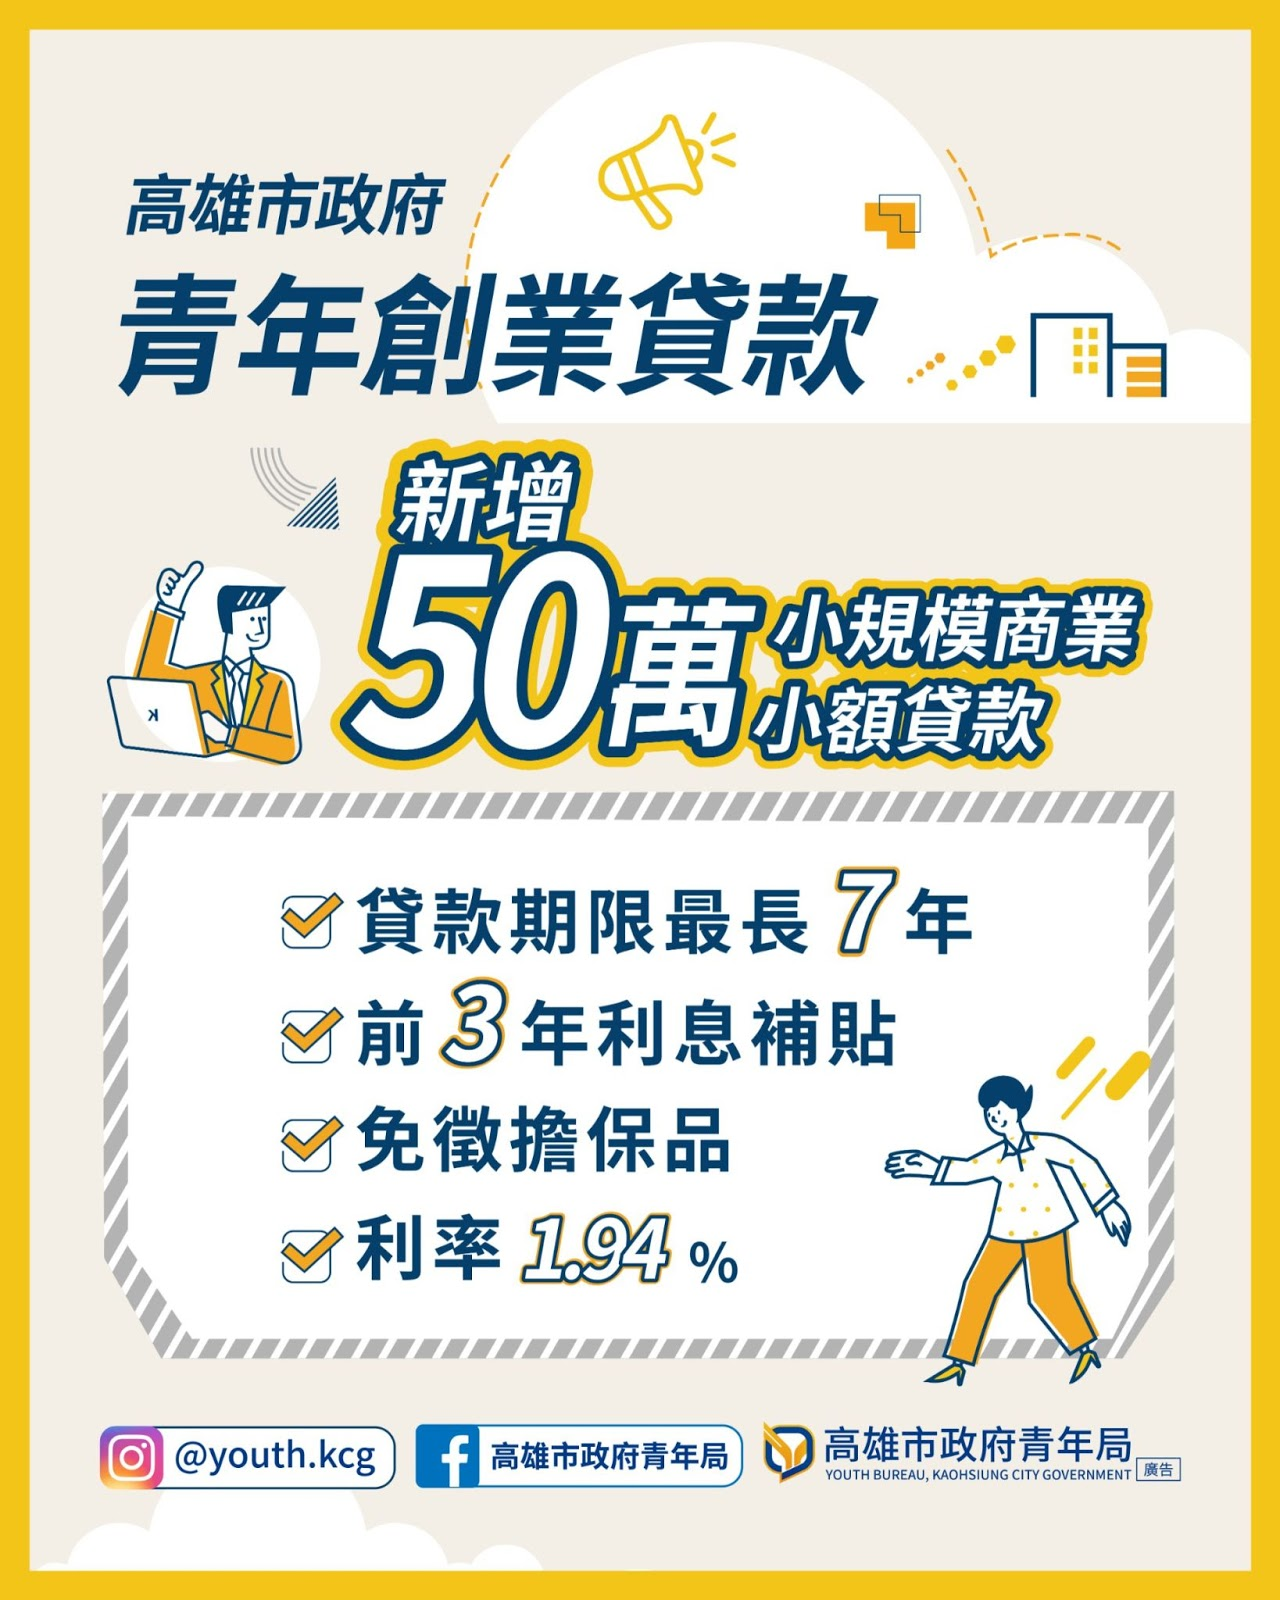 高雄市政府
青年創業貸款
新增
50萬
小規模商業
小額貸款
K
貸款期限最長7年
前3年利息補貼
免徵擔保品
利率1.94%
@youth.kcg
高雄市政府青年局
高雄市政府青年局
YOUTH BUREAU, KAOHSIUNG CITY GOVERNMENT
廣告